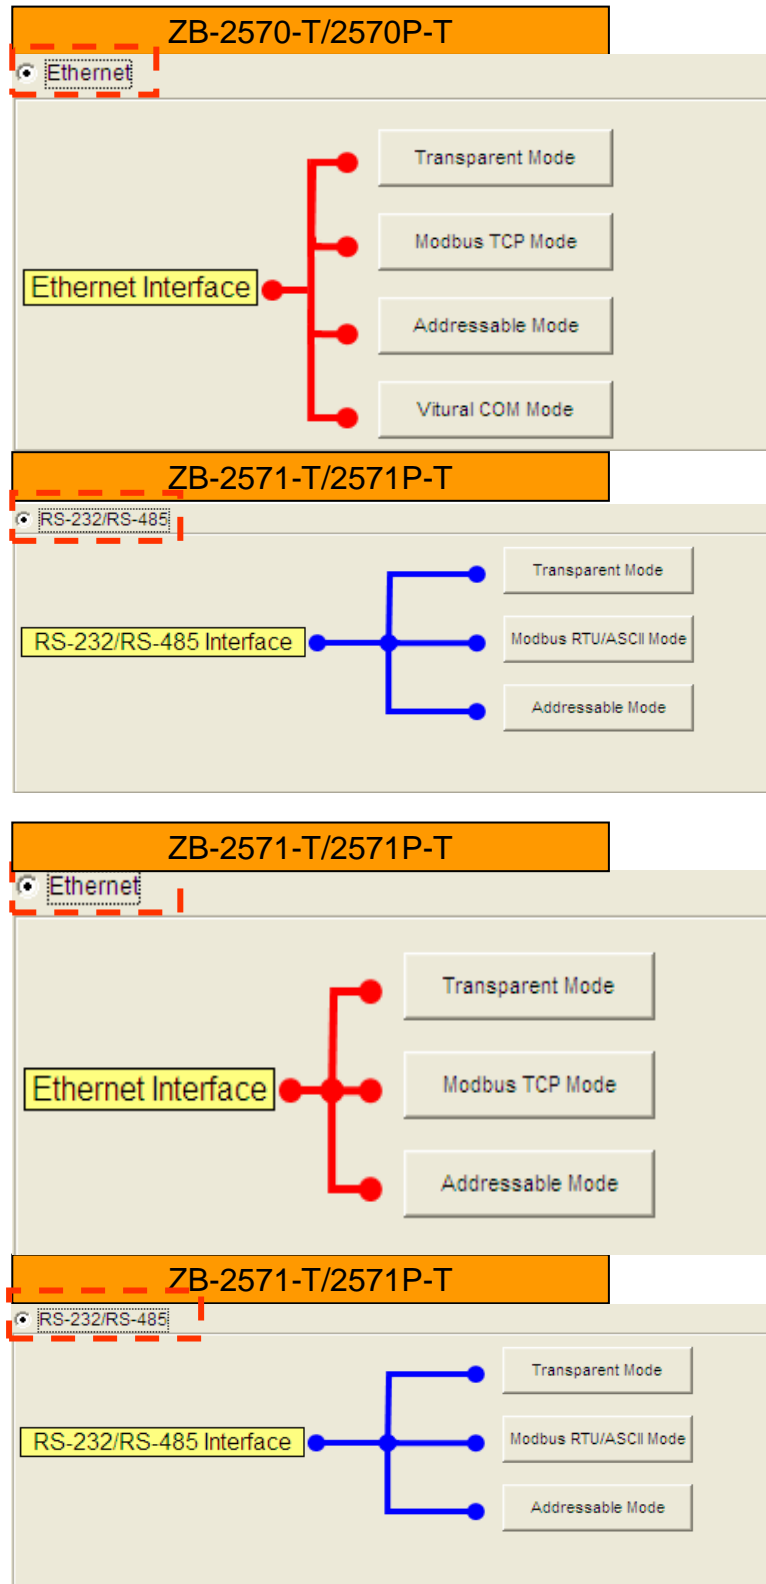 ZB-2570-T/2570P-T
Ethernet
Transparent Mode
Modbus TCP Mode
Ethernet Interface
Addressable Mode
Vitural COM Mode
ZB-2571-T/2571P-T
RS-232/RS-485
Transparent Mode
RS-232/RS-485 Interface
Modbus RTU/ASCII Mode
Addressable Mode
ZB-2571-T/2571P-T
Ethernet
Transparent Mode
Ethernet Interface
Modbus TCP Mode
Addressable Mode
ZB-2571-T/2571P-T
RS-232/RS-485
Transparent Mode
RS-232/RS-485 Interface
Modbus RTU/ASCII Mode
Addressable Mode